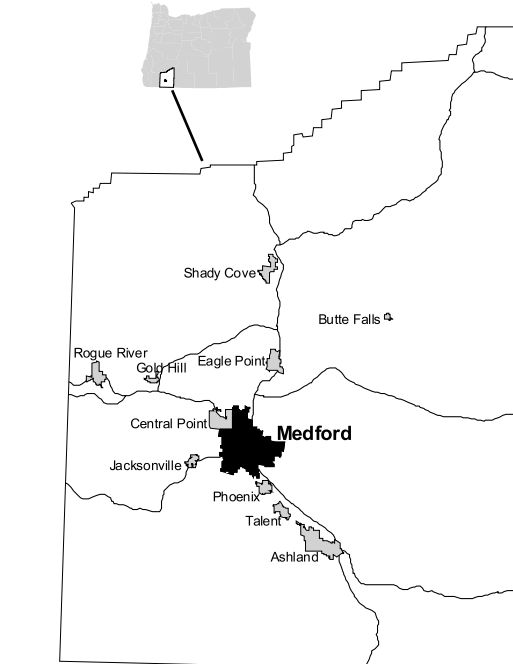 Shady Cove
Butte Falls
Rogue River
Gold Hill
Eagle Point
Central Point
Medford
Jacksonville
Phoenix
Talent
Ashland